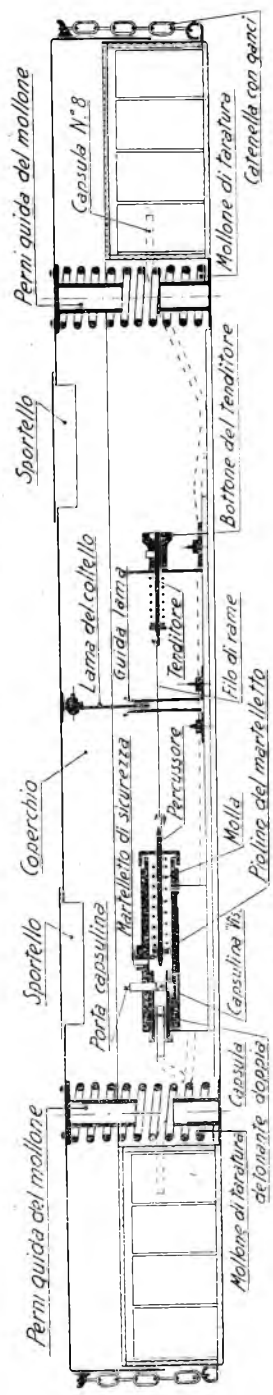 Perni guida del mollone
Sportello
Coperchio
Sportello
Perni guida del mollone
Porta capsulina
Martelletto di sicurezza
Lama del coltello
Guida lama
Capsula N° 8
Percussore
Tenditore
Mollone di taratura
Capsula
detonante doppia
Capsulina Vis.
Molla
Piolino del martelletto
Filo di rame
Bottone del tenditore
Mollone di taratura
Catenella con ganci